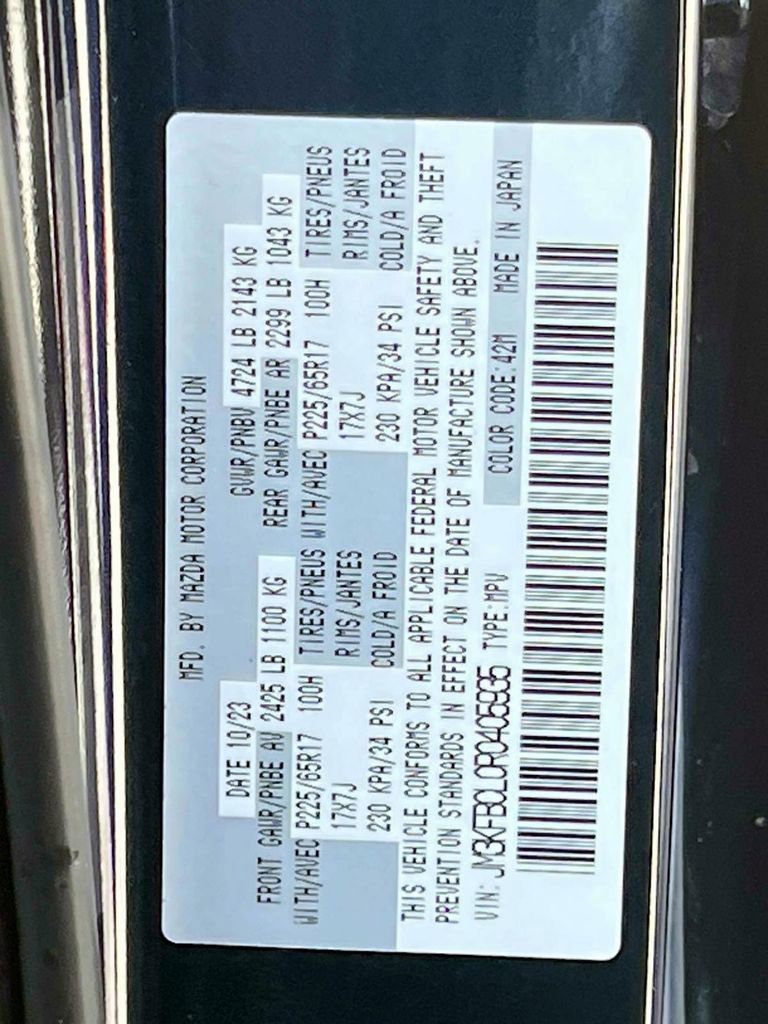 MFD. BY MAZDA MOTOR CORPORATION
DATE 10/23 GVWR/PNBV 4724 LB 2143 KG
FRONT GAWR/PNBE AV 2425 LB 1100 KG REAR GAWR/PNBE AR 2299 LB 1043 KG
WITH/AVEC P225/65R17 100H TIRES/PNEUS WITH/AVEC P225/65R17 100H TIRES/PNEUS
17X7J RIMS/JANTES 17X7J RIMS/JANTES
230 KPA/34 PSI COLD/A FROID 230 KPA/34 PSI COLD/A FROID
THIS VEHICLE CONFORMS TO ALL APPLICABLE FEDERAL MOTOR VEHICLE SAFETY AND THEFT
PREVENTION STANDARDS IN EFFECT ON THE DATE OF MANUFACTURE SHOWN ABOVE.
VIN: JM3KFBCL0R0405935 TYPE:MPV COLOR CODE:42M MADE IN JAPAN